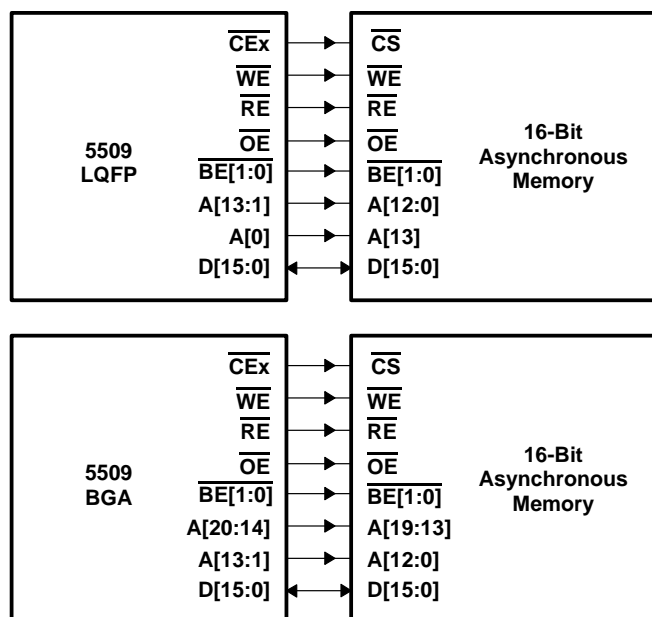 CEx CS
WE WE
RE RE
OE OE
5509
LQFP
16-Bit
Asynchronous
Memory
BE[1:0] BE[1:0]
A[13:1] A[12:0]
A[0] A[13]
D[15:0] D[15:0]
CEx CS
WE WE
RE RE
OE OE
5509
BGA
16-Bit
Asynchronous
Memory
BE[1:0] BE[1:0]
A[20:14] A[19:13]
A[13:1] A[12:0]
D[15:0] D[15:0]